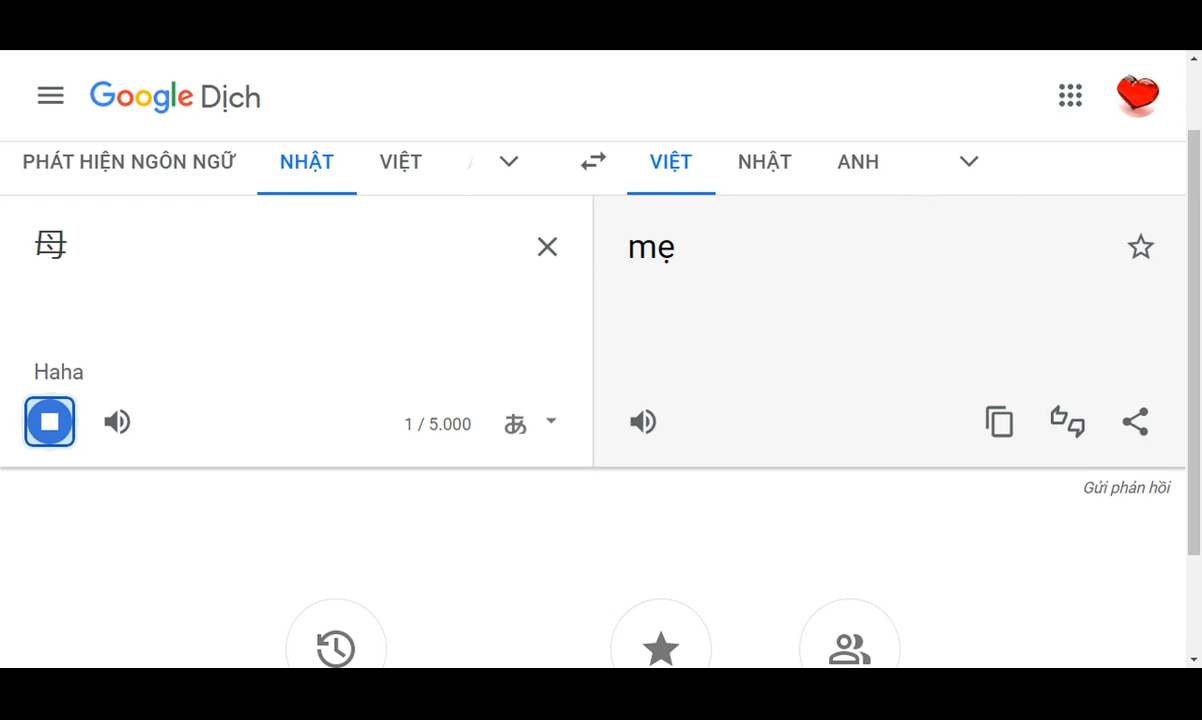 Google Dịch
PHÁT HIỆN NGÔN NGỮ NHẬT VIỆT VIỆT NHẬT ANH
母 mẹ
Haha
1 / 5.000 あ
Gửi phản hồi